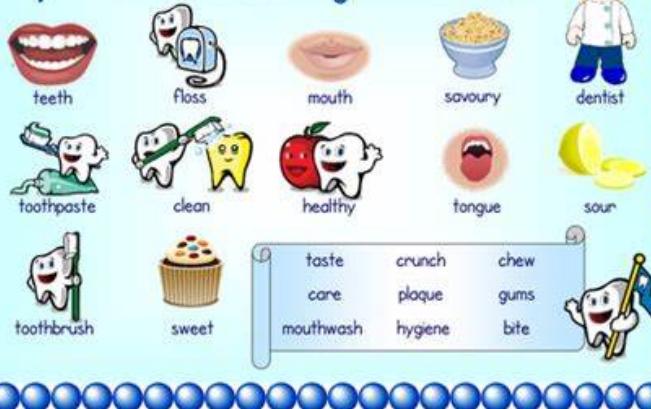 teeth floss mouth savoury dentist
toothpaste clean healthy tongue sour
toothbrush sweet
taste crunch chew
care plaque gums
mouthwash hygiene bite